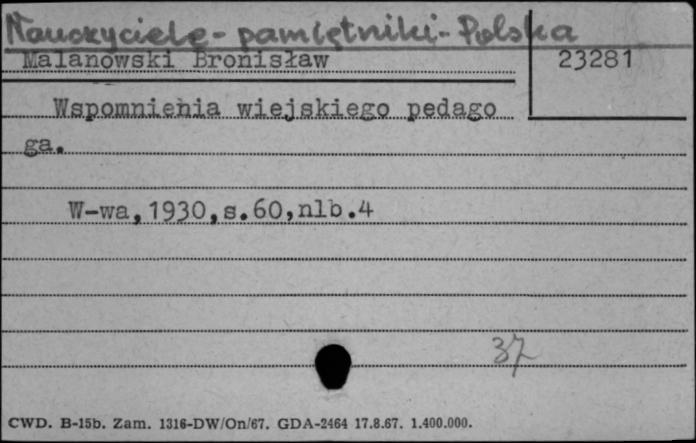 Nauczyciele - pamiętniki - Polska
Malanowski Bronisław
23281
Wspomnienia wiejskiego pedago
ga.
W-wa,1930,s.60,nlb.4
37
CWD. B-15b. Zam. 1316-DW/On/67. GDA-2464 17.8.67. 1.400.000.